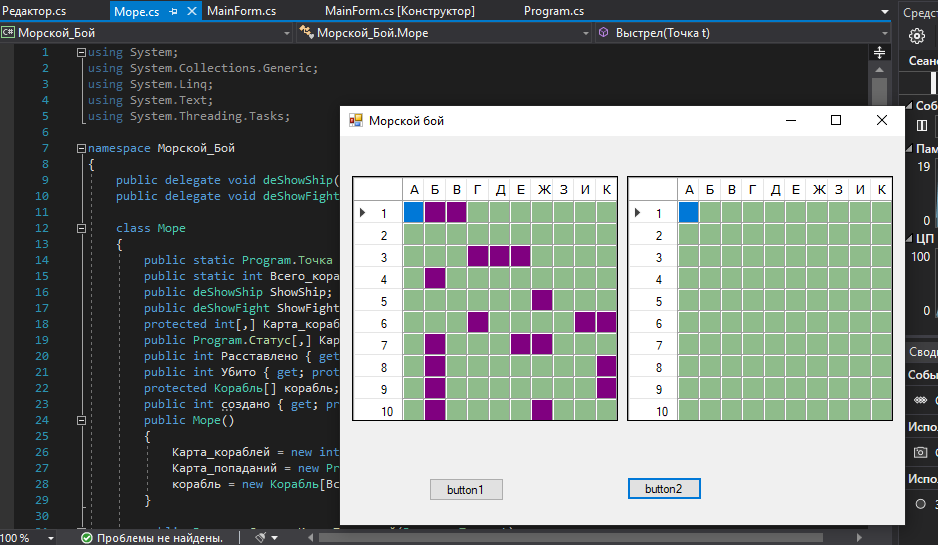 Редактор.cs Море.cs MainForm.cs MainForm.cs [Конструктор] Program.cs
Средст
C# Морской_Бой Морской_Бой.Море Выстрел(Точка t)
Сеанс
1 using System;
2 using System.Collections.Generic;
3 using System.Linq;
4 using System.Text;
5 using System.Threading.Tasks;
6
7 namespace Морской_Бой
8 {
9 public delegate void deShowShip(
10 public delegate void deShowFight
11
12 class Море
13 {
14 public static Program.Точка
15 public static int Всего_кора
16 public deShowShip ShowShip;
17 public deShowFight ShowFight
18 protected int[,] Карта_кораб
19 public Program.Статус[,] Кар
20 public int Расставлено { get
21 public int Убито { get; prot
22 protected Корабль[] корабль;
23 public int создано { get; pr
24 public Море()
25 {
26 Карта_кораблей = new int
27 Карта_попаданий = new Pr
28 корабль = new Корабль[Вс
29 }
30
100 % Проблемы не найдены.
Морской бой
А Б В Г Д Е Ж З И К
1
2
3
4
5
6
7
8
9
10
А Б В Г Д Е Ж З И К
1
2
3
4
5
6
7
8
9
10
button1 button2
Соб
Пам
19
0
ЦП
100
0
Сводк
Собы
Испо
Испо